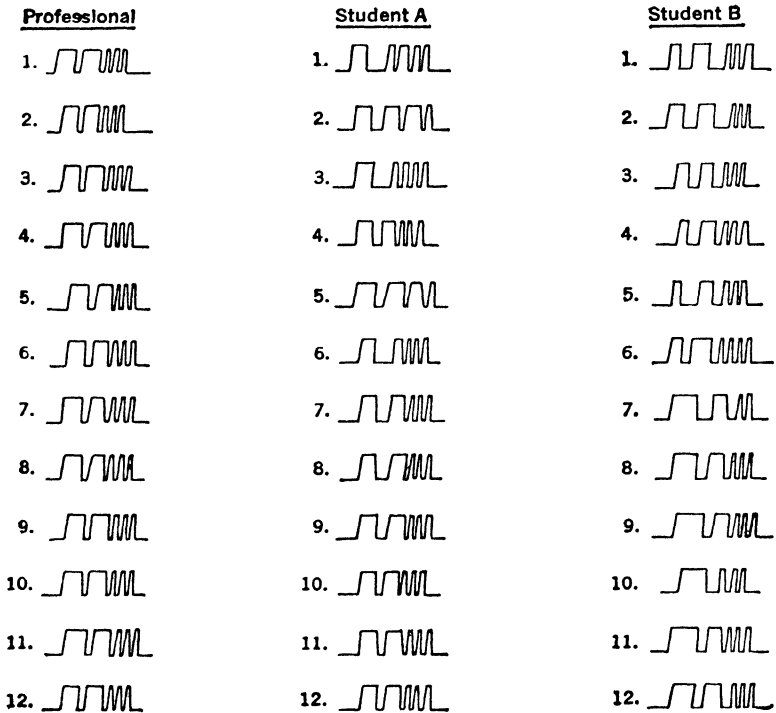 Professional Student A Student B
1. 1. 1.
2. 2. 2.
3. 3. 3.
4. 4. 4.
5. 5. 5.
6. 6. 6.
7. 7. 7.
8. 8. 8.
9. 9. 9.
10. 10. 10.
11. 11. 11.
12. 12. 12.